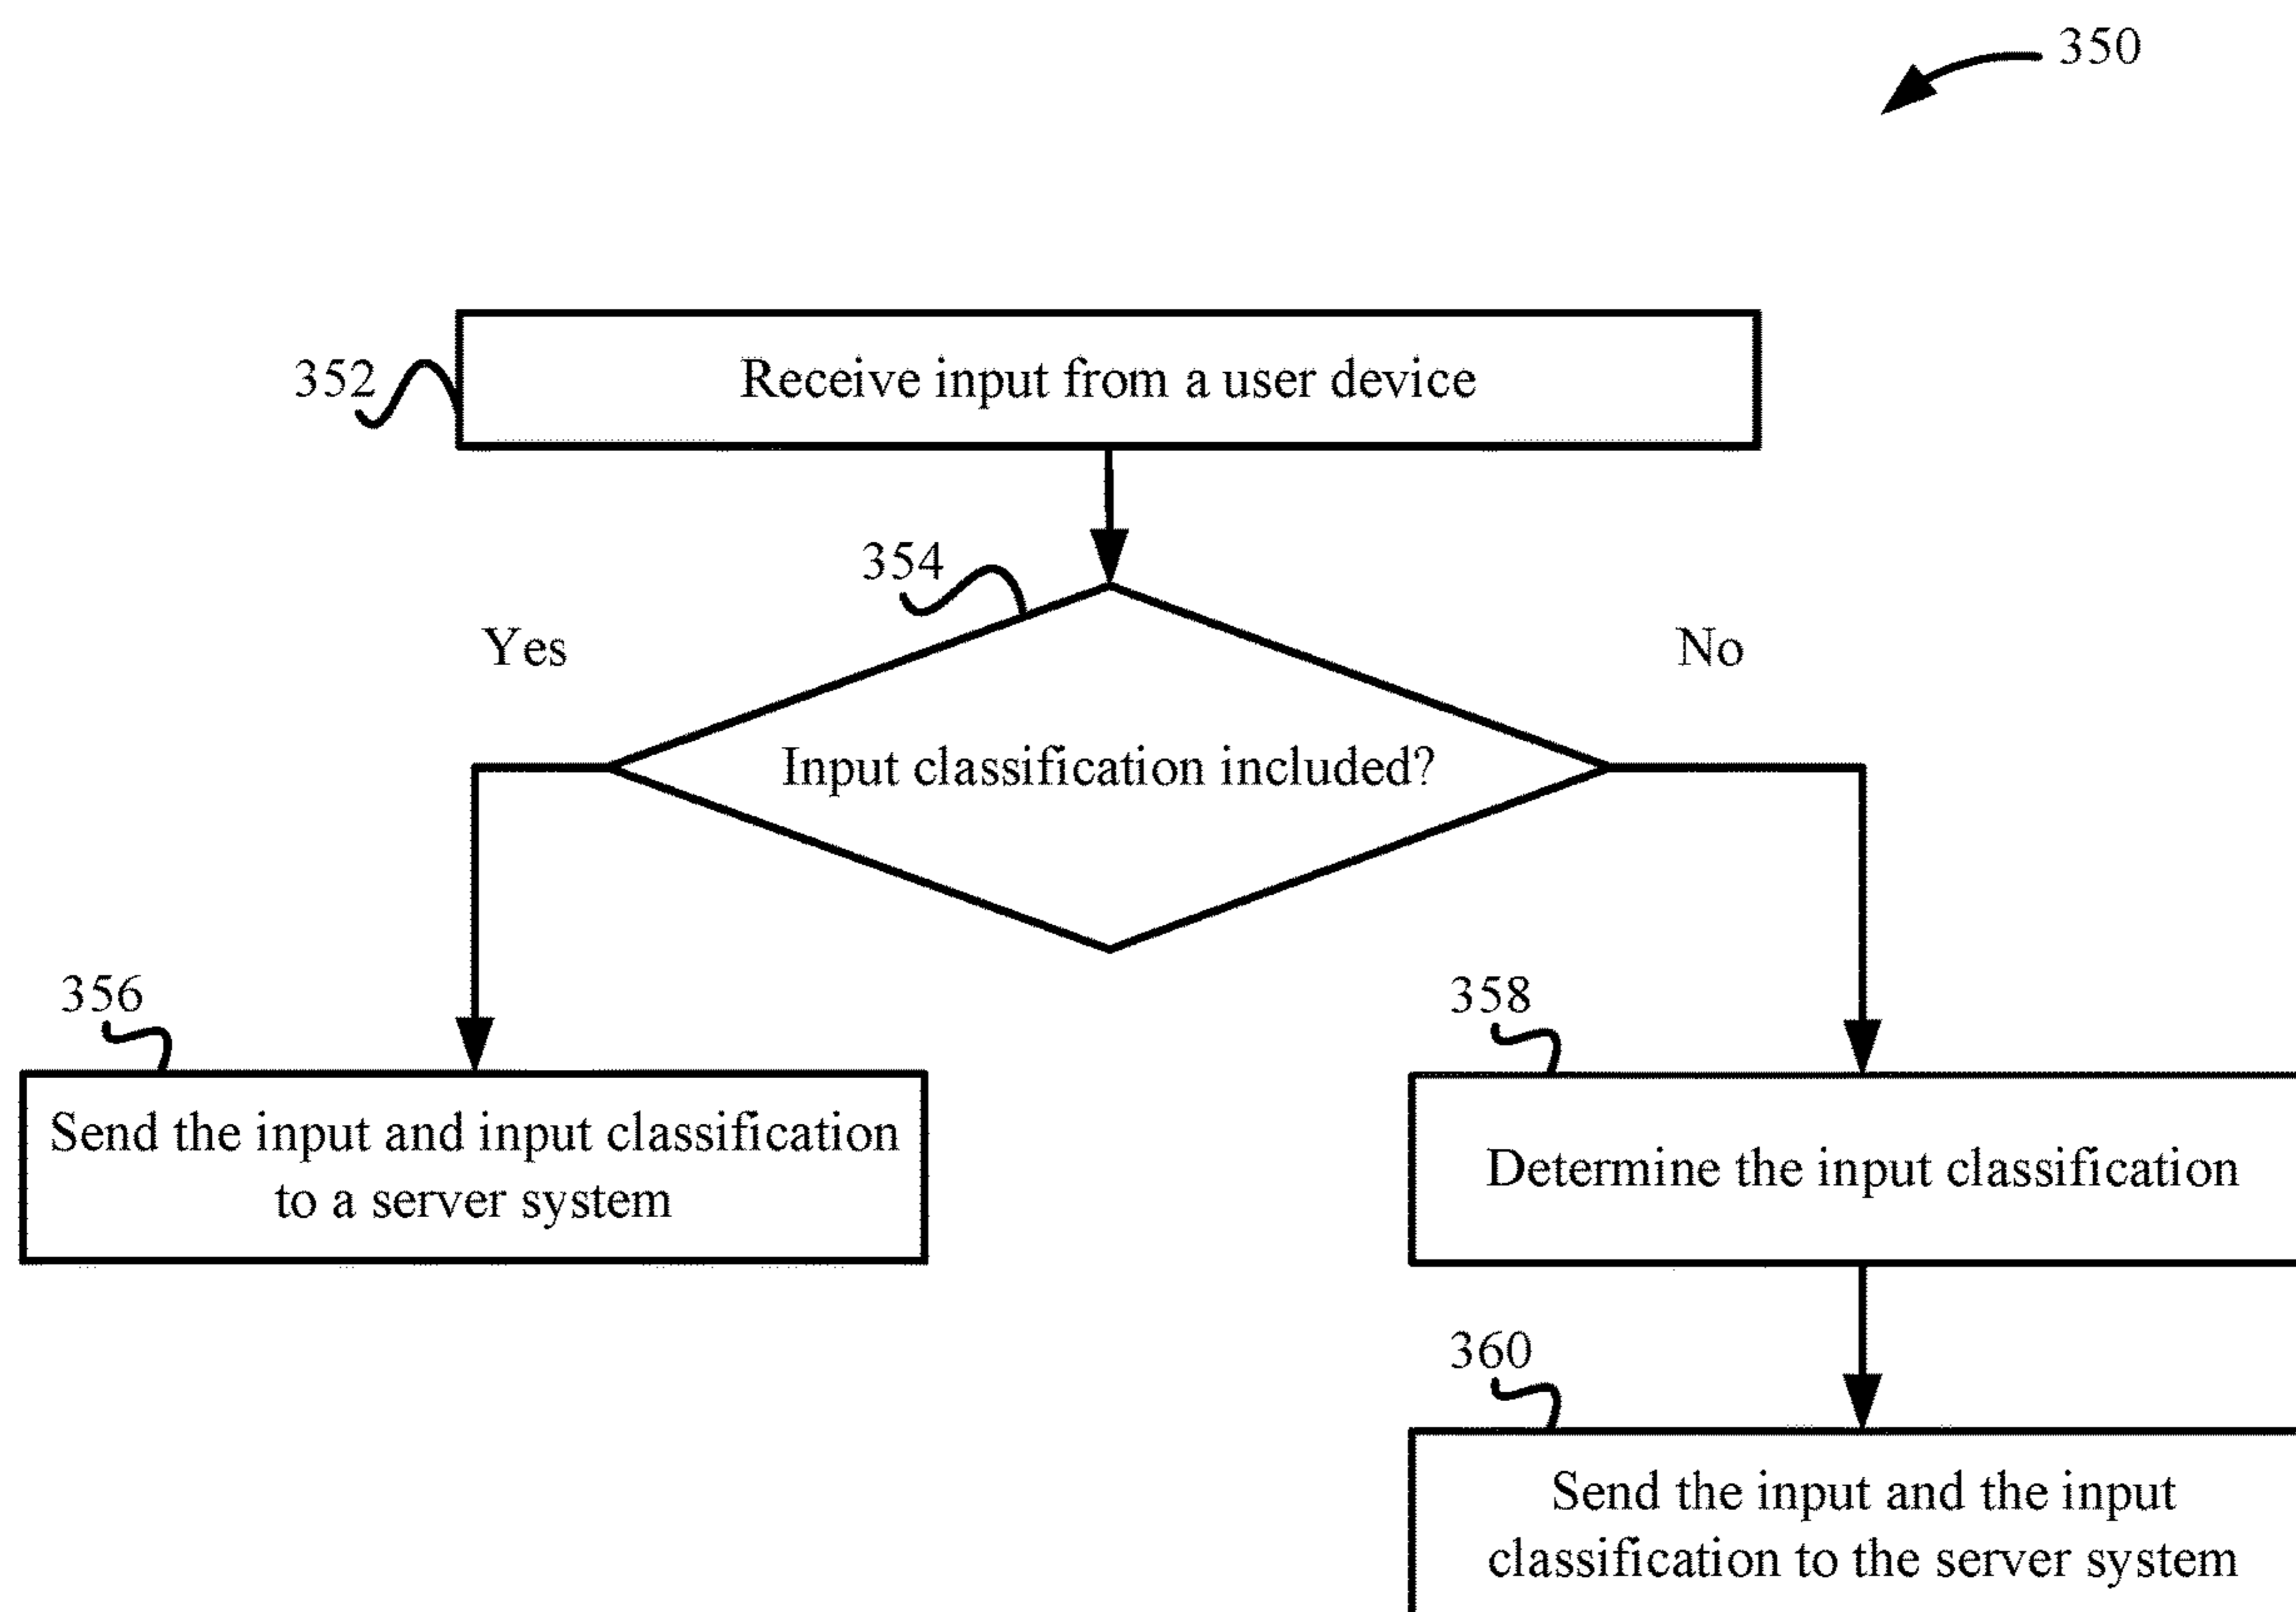 350
352
Receive input from a user device
354
Yes
No
Input classification included?
356
358
Send the input and input classification
to a server system
Determine the input classification
360
Send the input and the input
classification to the server system